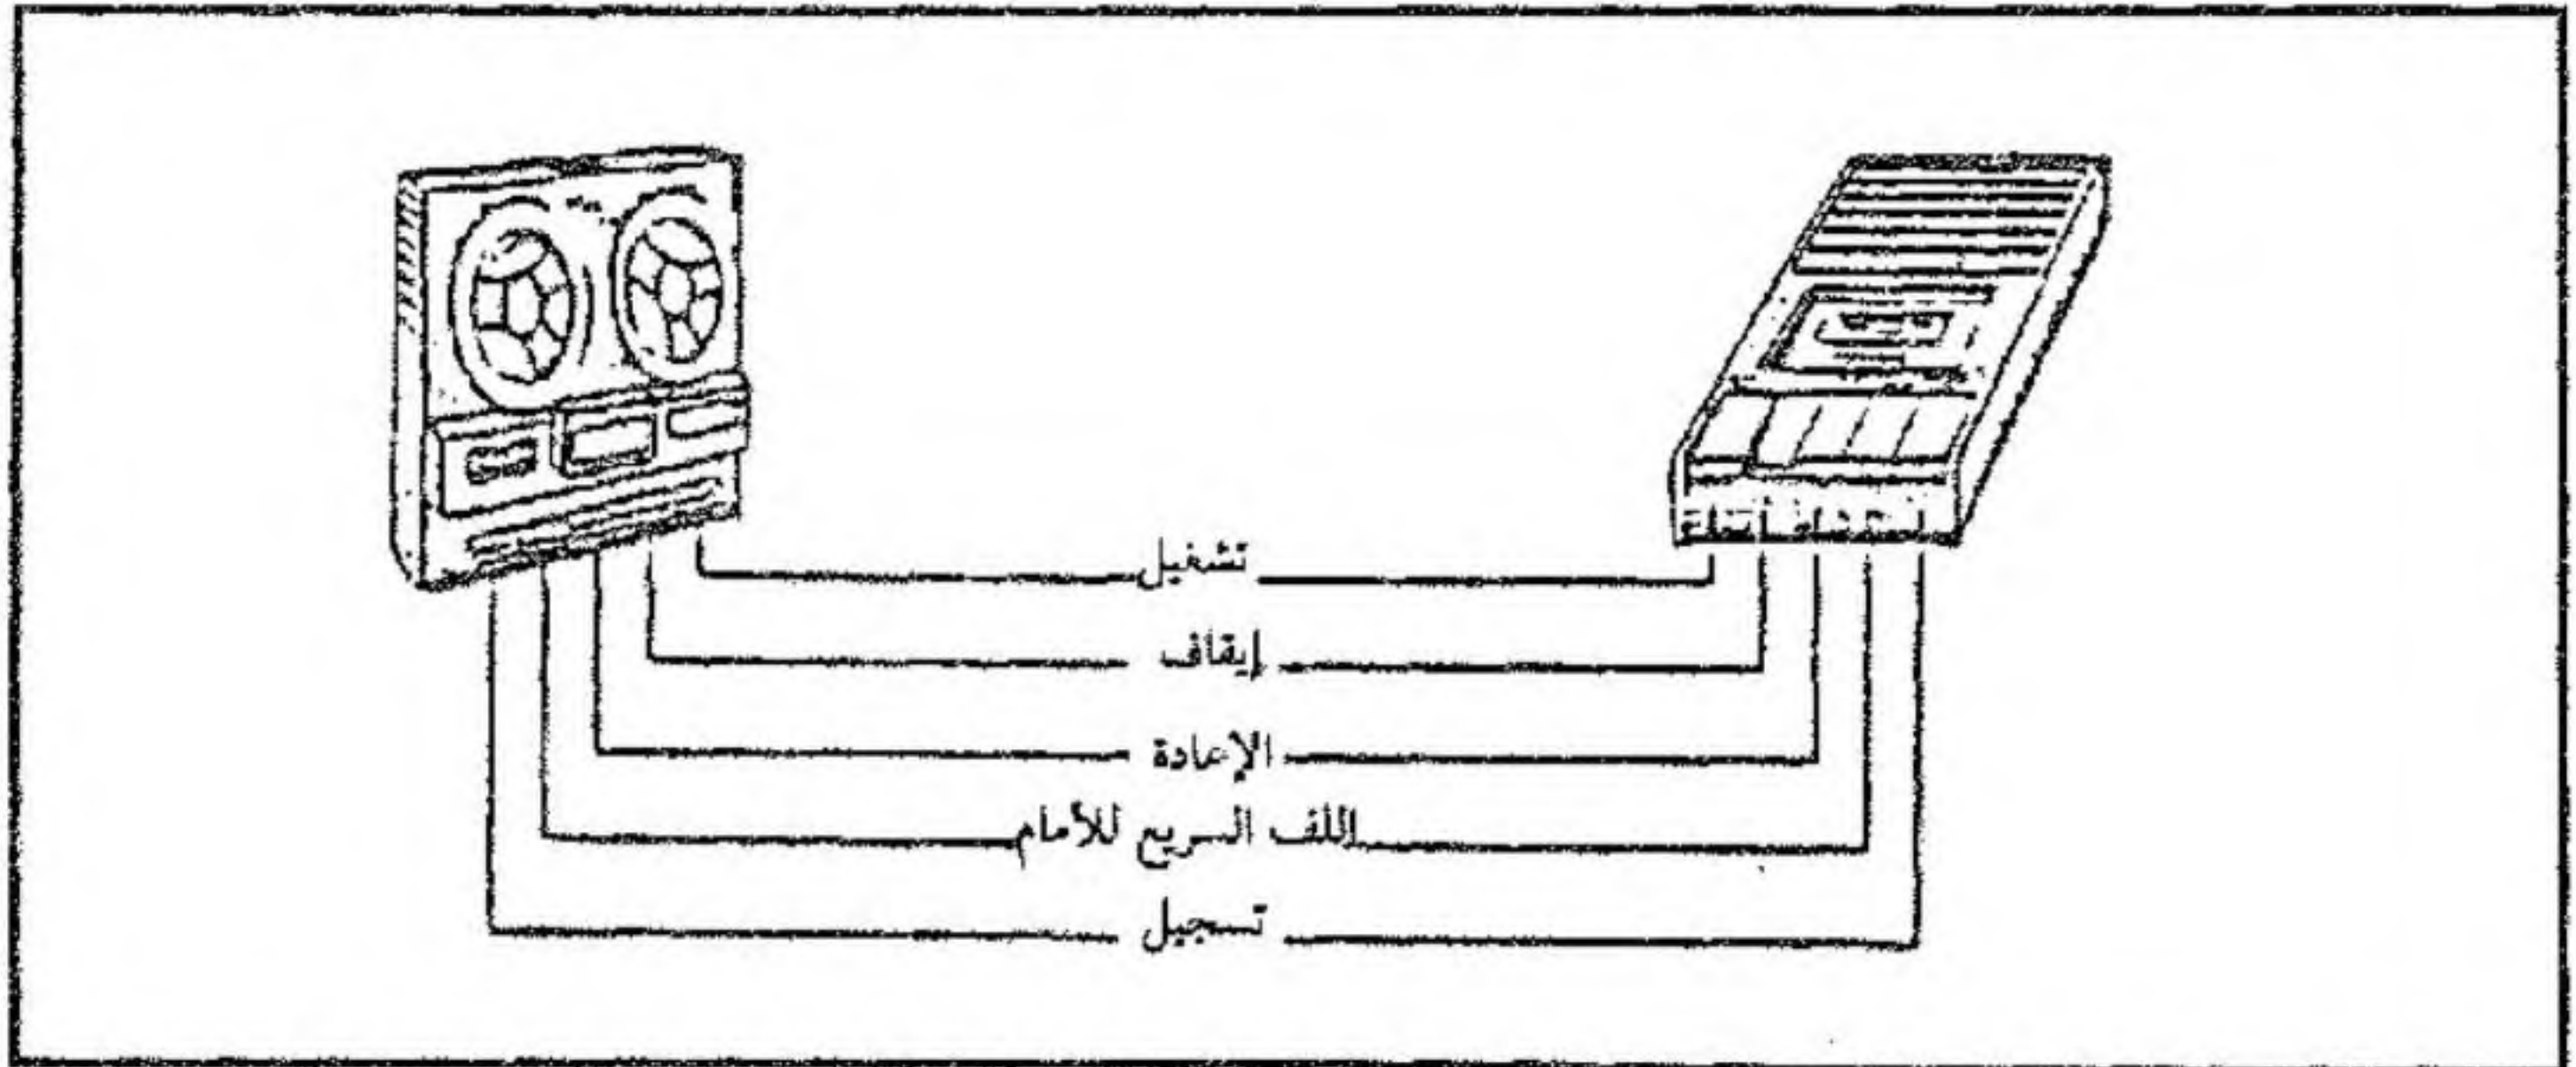 تشغيل
إيقاف
الإعادة
اللف السريع للأمام
تسجيل